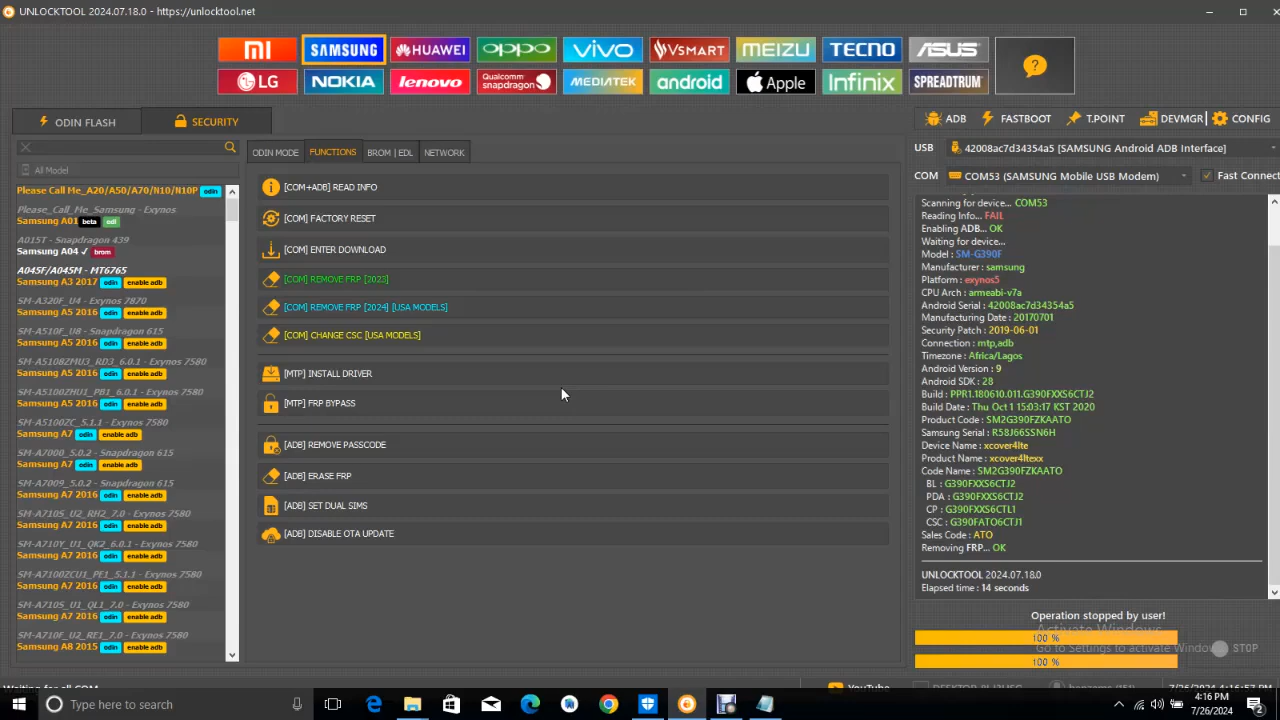 UNLOCKTOOL 2024.07.18.0 - https://unlocktool.net
mi SAMSUNG HUAWEI oppo vivo VSMART MEIZU TECNO ASUS ?
LG NOKIA lenovo Qualcomm snapdragon MEDIATEK android Apple Infinix SPREADTRUM
ODIN FLASH SECURITY
ADB FASTBOOT T.POINT DEVMGR CONFIG
All Model
Please Call Me_A20/A50/A70/N10/N10P odin
Please_Call_Me_Samsung - Exynos
Samsung A01 beta edl
A015T - Snapdragon 439
Samsung A04 ✓ brom
A045F/A045M - MT6765
Samsung A3 2017 odin enable adb
SM-A320F_U4 - Exynos 7870
Samsung A5 2016 odin enable adb
SM-A510F_U8 - Snapdragon 615
Samsung A5 2016 odin enable adb
SM-A5108ZMU3_RD3_6.0.1 - Exynos 7580
Samsung A5 2016 odin enable adb
SM-A5100ZHU1_PB1_6.0.1 - Exynos 7580
Samsung A5 2016 odin enable adb
SM-A5100ZC_5.1.1 - Exynos 7580
Samsung A7 odin enable adb
SM-A7000_5.0.2 - Snapdragon 615
Samsung A7 odin enable adb
SM-A7009_5.0.2 - Snapdragon 615
Samsung A7 2016 odin enable adb
SM-A710S_U2_RH2_7.0 - Exynos 7580
Samsung A7 2016 odin enable adb
SM-A710Y_U1_QK2_6.0.1 - Exynos 7580
Samsung A7 2016 odin enable adb
SM-A7100ZCU1_PE1_5.1.1 - Exynos 7580
Samsung A7 2016 odin enable adb
SM-A710S_U1_QL1_7.0 - Exynos 7580
Samsung A7 2016 odin enable adb
SM-A710F_U2_RE1_7.0 - Exynos 7580
Samsung A8 2015 odin enable adb
ODIN MODE FUNCTIONS BROM | EDL NETWORK
[COM+ADB] READ INFO
[COM] FACTORY RESET
[COM] ENTER DOWNLOAD
[COM] REMOVE FRP [2023]
[COM] REMOVE FRP [2024] [USA MODELS]
[COM] CHANGE CSC [USA MODELS]
[MTP] INSTALL DRIVER
[MTP] FRP BYPASS
[ADB] REMOVE PASSCODE
[ADB] ERASE FRP
[ADB] SET DUAL SIMS
[ADB] DISABLE OTA UPDATE
USB 42008ac7d34354a5 [SAMSUNG Android ADB Interface]
COM COM53 (SAMSUNG Mobile USB Modem) Fast Connect
Scanning for device... COM53
Reading Info... FAIL
Enabling ADB... OK
Waiting for device...
Model : SM-G390F
Manufacturer : samsung
Platform : exynos5
CPU Arch : armeabi-v7a
Android Serial : 42008ac7d34354a5
Manufacturing Date : 20170701
Security Patch : 2019-06-01
Connection : mtp,adb
Timezone : Africa/Lagos
Android Version : 9
Android SDK : 28
Build : PPR1.180610.011.G390FXXS6CTJ2
Build Date : Thu Oct 1 15:03:17 KST 2020
Product Code : SM2G390FZKAATO
Samsung Serial : R58J66SSN6H
Device Name : xcover4lte
Product Name : xcover4ltexx
Code Name : SM2G390FZKAATO
BL : G390FXXS6CTJ2
PDA : G390FXXS6CTJ2
CP : G390FXXS6CTL1
CSC : G390FATO6CTJ1
Sales Code : ATO
Removing FRP... OK
UNLOCKTOOL 2024.07.18.0
Elapsed time : 14 seconds
Operation stopped by user!
Activate Windows
100 %
Go to Settings to activate Windows. STOP
100 %
Waiting for all COM
YouTube
Type here to search
4:16 PM
7/26/2024
2